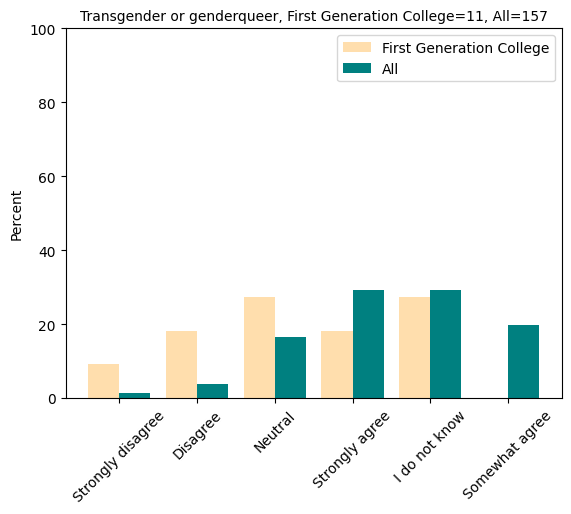 Transgender or genderqueer, First Generation College=11, All=157
First Generation College
All
Percent
100
80
60
40
20
0
Strongly disagree
Disagree
Neutral
Strongly agree
I do not know
Somewhat agree